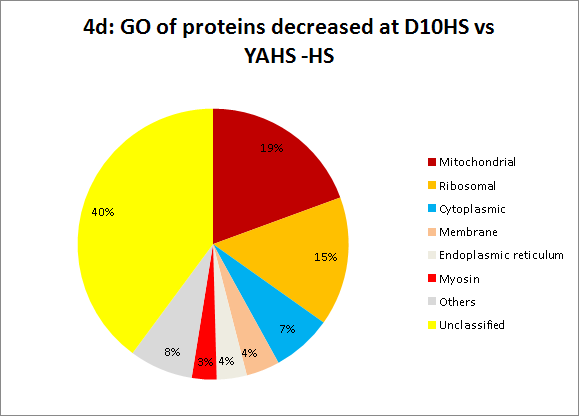 4d: GO of proteins decreased at D10HS vs
YAHS -HS
19%
15%
7%
4%
4%
3%
8%
40%
Mitochondrial
Ribosomal
Cytoplasmic
Membrane
Endoplasmic reticulum
Myosin
Others
Unclassified